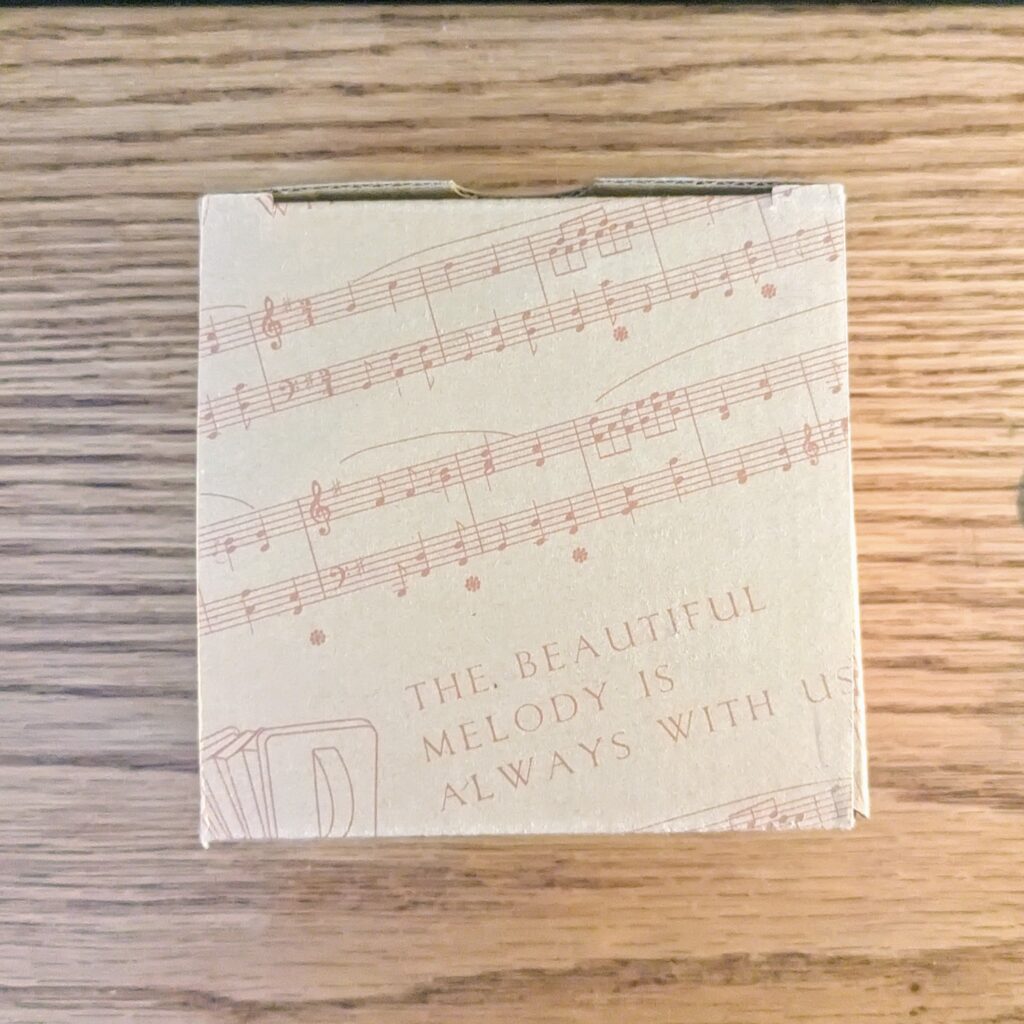 THE. BEAUTIFUL
MELODY IS
ALWAYS WITH US